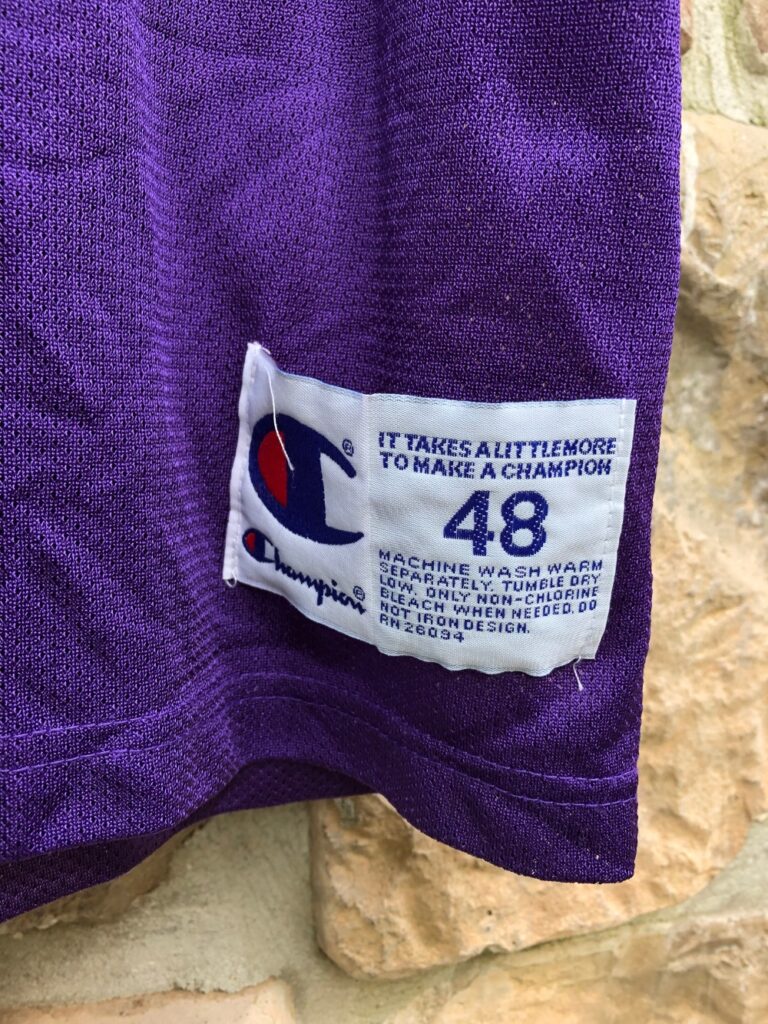 ®
Champion®
IT TAKES A LITTLE MORE
TO MAKE A CHAMPION
48
MACHINE WASH WARM
SEPARATELY. TUMBLE DRY
LOW. ONLY NON-CHLORINE
BLEACH WHEN NEEDED. DO
NOT IRON DESIGN.
RN 26094